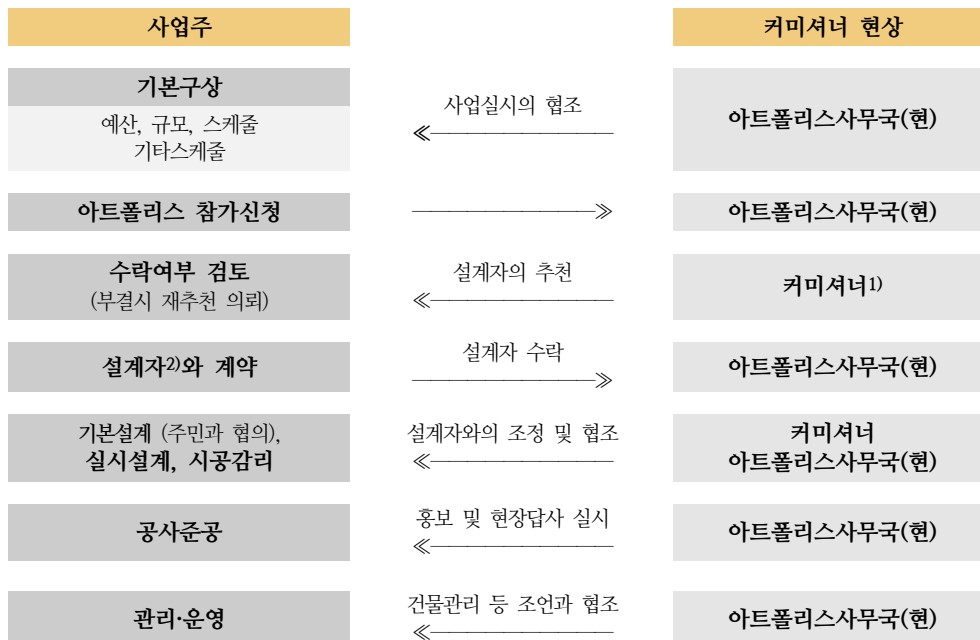 사업주
커미셔너 현상
기본구상
예산, 규모, 스케줄
기타스케줄
사업실시의 협조
아트폴리스사무국(현)
아트폴리스 참가신청
아트폴리스사무국(현)
수락여부 검토
(부결시 재추천 의뢰)
설계자의 추천
커미셔너1)
설계자2)와 계약
설계자 수락
아트폴리스사무국(현)
기본설계 (주민과 협의),
실시설계, 시공감리
설계자와의 조정 및 협조
커미셔너
아트폴리스사무국(현)
공사준공
홍보 및 현장답사 실시
아트폴리스사무국(현)
관리·운영
건물관리 등 조언과 협조
아트폴리스사무국(현)